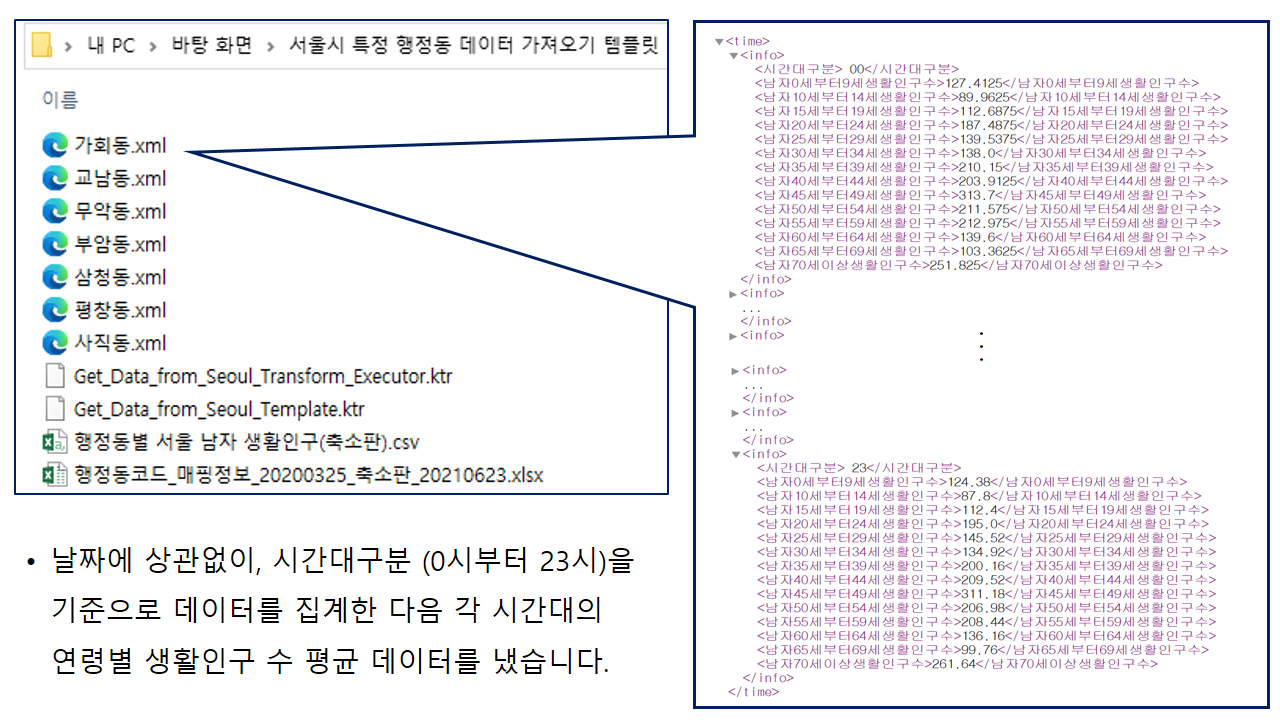 내 PC > 바탕 화면 > 서울시 특정 행정동 데이터 가져오기 템플릿
이름
가회동.xml
교남동.xml
무악동.xml
부암동.xml
삼청동.xml
평창동.xml
사직동.xml
Get_Data_from_Seoul_Transform_Executor.ktr
Get_Data_from_Seoul_Template.ktr
행정동별 서울 남자 생활인구(축소판).csv
행정동코드_매핑정보_20200325_축소판_20210623.xlsx
• 날짜에 상관없이, 시간대구분 (0시부터 23시)을
기준으로 데이터를 집계한 다음 각 시간대의
연령별 생활인구 수 평균 데이터를 냈습니다.
▼<time>
▼<info>
<시간대구분> 00</시간대구분>
<남자0세부터9세생활인구수>127.4125</남자0세부터9세생활인구수>
<남자10세부터14세생활인구수>89.9625</남자10세부터14세생활인구수>
<남자15세부터19세생활인구수>112.6875</남자15세부터19세생활인구수>
<남자20세부터24세생활인구수>187.4875</남자20세부터24세생활인구수>
<남자25세부터29세생활인구수>139.5375</남자25세부터29세생활인구수>
<남자30세부터34세생활인구수>138.0</남자30세부터34세생활인구수>
<남자35세부터39세생활인구수>210.15</남자35세부터39세생활인구수>
<남자40세부터44세생활인구수>203.9125</남자40세부터44세생활인구수>
<남자45세부터49세생활인구수>313.7</남자45세부터49세생활인구수>
<남자50세부터54세생활인구수>211.575</남자50세부터54세생활인구수>
<남자55세부터59세생활인구수>212.975</남자55세부터59세생활인구수>
<남자60세부터64세생활인구수>139.6</남자60세부터64세생활인구수>
<남자65세부터69세생활인구수>103.3625</남자65세부터69세생활인구수>
<남자70세이상생활인구수>251.825</남자70세이상생활인구수>
</info>
▶<info>
...
</info>
▶<info>
▶<info>
...
</info>
▶<info>
...
</info>
▼<info>
<시간대구분> 23</시간대구분>
<남자0세부터9세생활인구수>124.38</남자0세부터9세생활인구수>
<남자10세부터14세생활인구수>87.8</남자10세부터14세생활인구수>
<남자15세부터19세생활인구수>112.4</남자15세부터19세생활인구수>
<남자20세부터24세생활인구수>195.0</남자20세부터24세생활인구수>
<남자25세부터29세생활인구수>145.52</남자25세부터29세생활인구수>
<남자30세부터34세생활인구수>134.92</남자30세부터34세생활인구수>
<남자35세부터39세생활인구수>200.16</남자35세부터39세생활인구수>
<남자40세부터44세생활인구수>209.52</남자40세부터44세생활인구수>
<남자45세부터49세생활인구수>311.18</남자45세부터49세생활인구수>
<남자50세부터54세생활인구수>206.98</남자50세부터54세생활인구수>
<남자55세부터59세생활인구수>208.44</남자55세부터59세생활인구수>
<남자60세부터64세생활인구수>136.16</남자60세부터64세생활인구수>
<남자65세부터69세생활인구수>99.76</남자65세부터69세생활인구수>
<남자70세이상생활인구수>261.64</남자70세이상생활인구수>
</info>
</time>